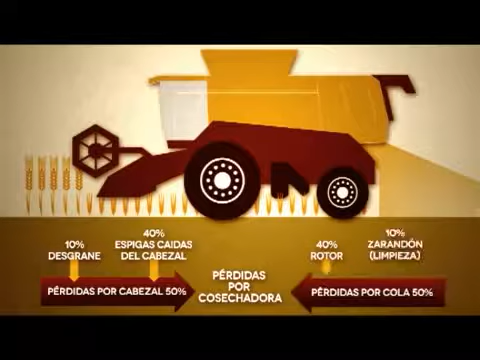 10%
DESGRANE
40%
ESPIGAS CAIDAS
DEL CABEZAL
PÉRDIDAS POR CABEZAL 50%
PÉRDIDAS
POR
COSECHADORA
40%
ROTOR
10%
ZARANDÓN
(LIMPIEZA)
PÉRDIDAS POR COLA 50%